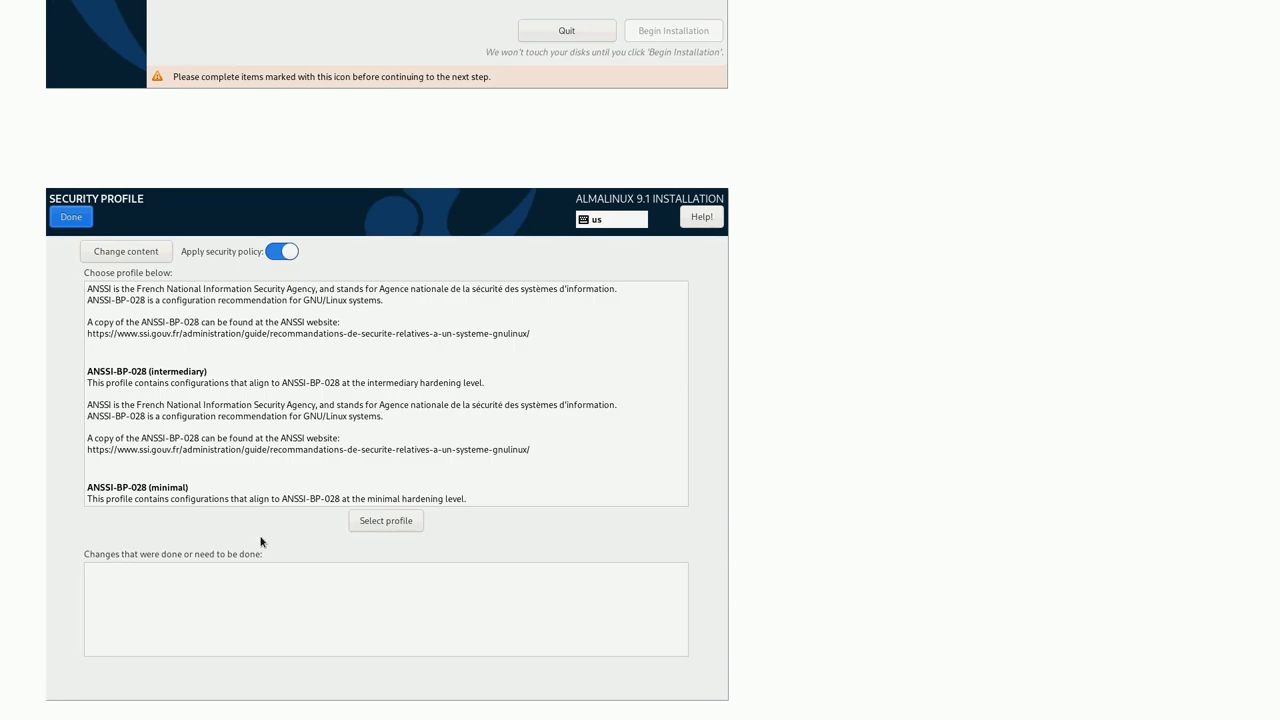 Quit
Begin Installation
We won't touch your disks until you click 'Begin Installation'.
Please complete items marked with this icon before continuing to the next step.
SECURITY PROFILE
ALMALINUX 9.1 INSTALLATION
Done
us
Help!
Change content
Apply security policy:
Choose profile below:
ANSSI is the French National Information Security Agency, and stands for Agence nationale de la sécurité des systèmes d'information.
ANSSI-BP-028 is a configuration recommendation for GNU/Linux systems.
A copy of the ANSSI-BP-028 can be found at the ANSSI website:
https://www.ssi.gouv.fr/administration/guide/recommandations-de-securite-relatives-a-un-systeme-gnulinux/
ANSSI-BP-028 (intermediary)
This profile contains configurations that align to ANSSI-BP-028 at the intermediary hardening level.
ANSSI is the French National Information Security Agency, and stands for Agence nationale de la sécurité des systèmes d'information.
ANSSI-BP-028 is a configuration recommendation for GNU/Linux systems.
A copy of the ANSSI-BP-028 can be found at the ANSSI website:
https://www.ssi.gouv.fr/administration/guide/recommandations-de-securite-relatives-a-un-systeme-gnulinux/
ANSSI-BP-028 (minimal)
This profile contains configurations that align to ANSSI-BP-028 at the minimal hardening level.
Select profile
Changes that were done or need to be done: